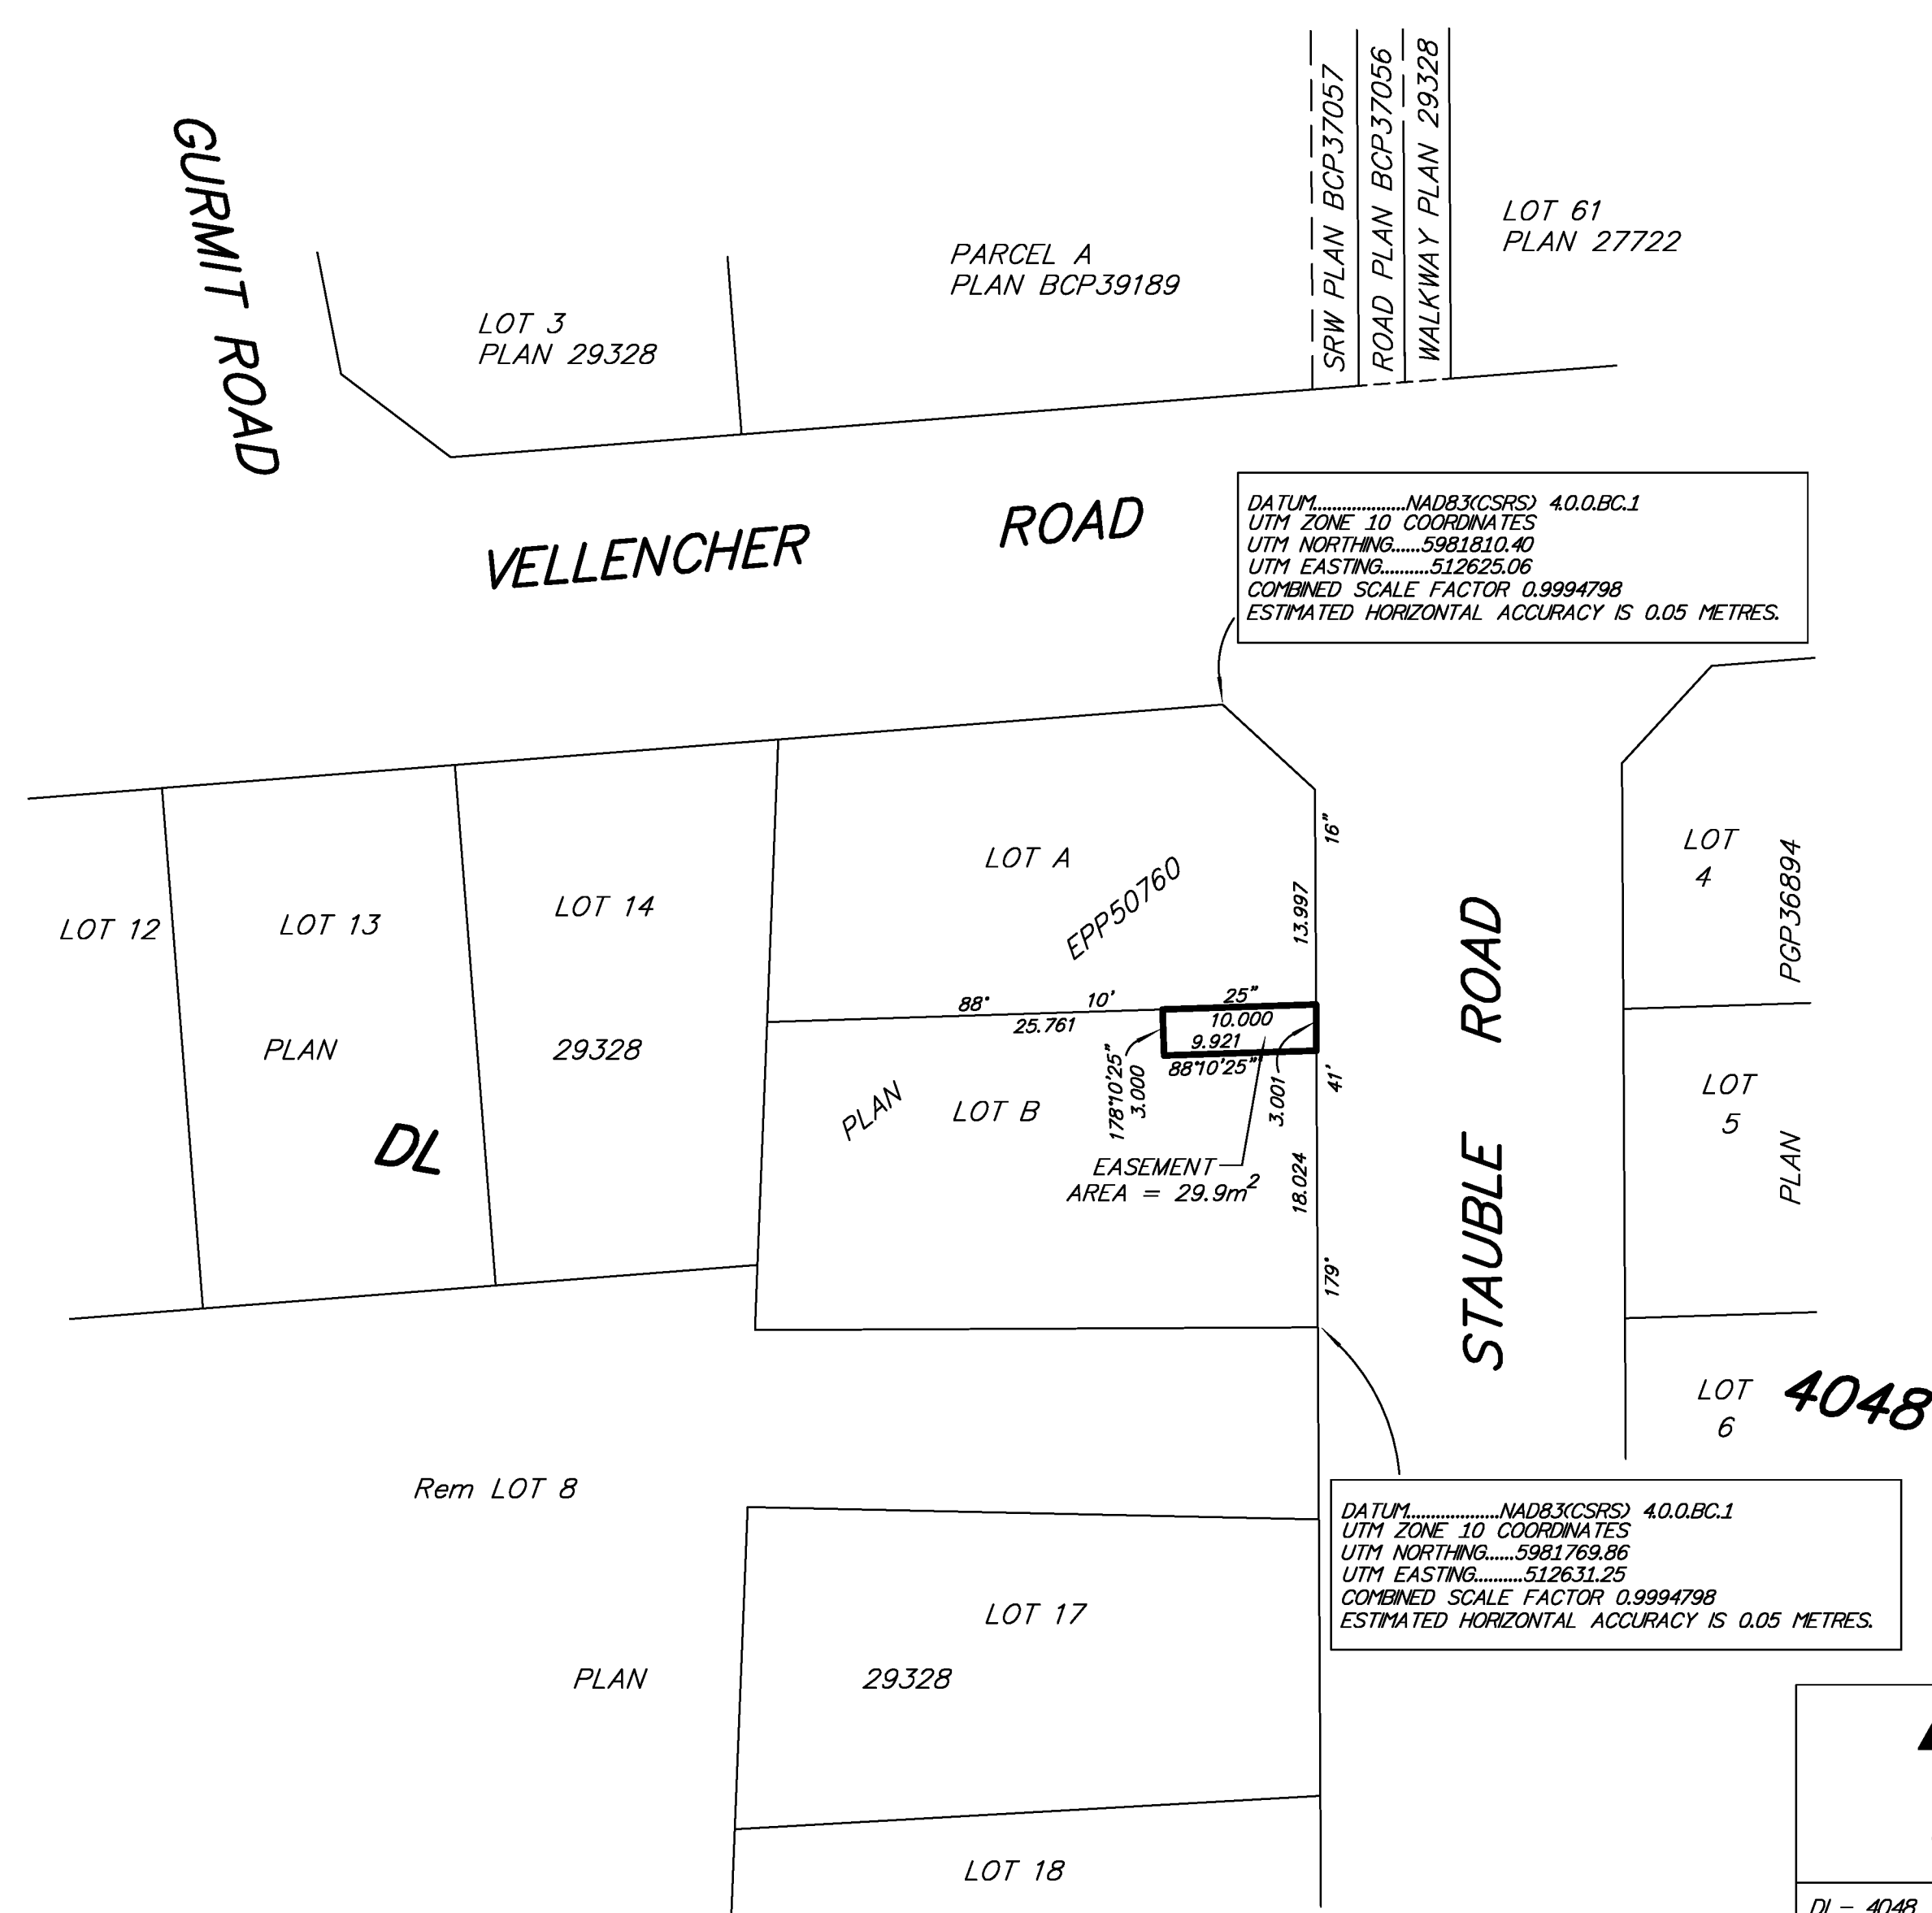 GURMIT ROAD
SRW PLAN BCP37057
ROAD PLAN BCP37056
WALKWAY PLAN 29328
LOT 61
PLAN 27722
PARCEL A
PLAN BCP39189
LOT 3
PLAN 29328
VELLENCHER ROAD
DATUM...................NAD83(CSRS) 4.0.0.BC.1
UTM ZONE 10 COORDINATES
UTM NORTHING......5981810.40
UTM EASTING..........512625.06
COMBINED SCALE FACTOR 0.9994798
ESTIMATED HORIZONTAL ACCURACY IS 0.05 METRES.
LOT 12
LOT 13
LOT 14
PLAN 29328
DL
LOT A
EPP50760
16"
13.997
88° 10' 25"
25.761
10.000
9.921
88°10'25"
178°10'25"
3.000
3.001
41'
PLAN
LOT B
EASEMENT
AREA = 29.9m²
18.024
179°
STAUBLE ROAD
LOT
4
PGP36894
LOT
5
PLAN
LOT
6
4048
Rem LOT 8
DATUM...................NAD83(CSRS) 4.0.0.BC.1
UTM ZONE 10 COORDINATES
UTM NORTHING......5981769.86
UTM EASTING..........512631.25
COMBINED SCALE FACTOR 0.9994798
ESTIMATED HORIZONTAL ACCURACY IS 0.05 METRES.
LOT 17
PLAN 29328
LOT 18
DL - 4048